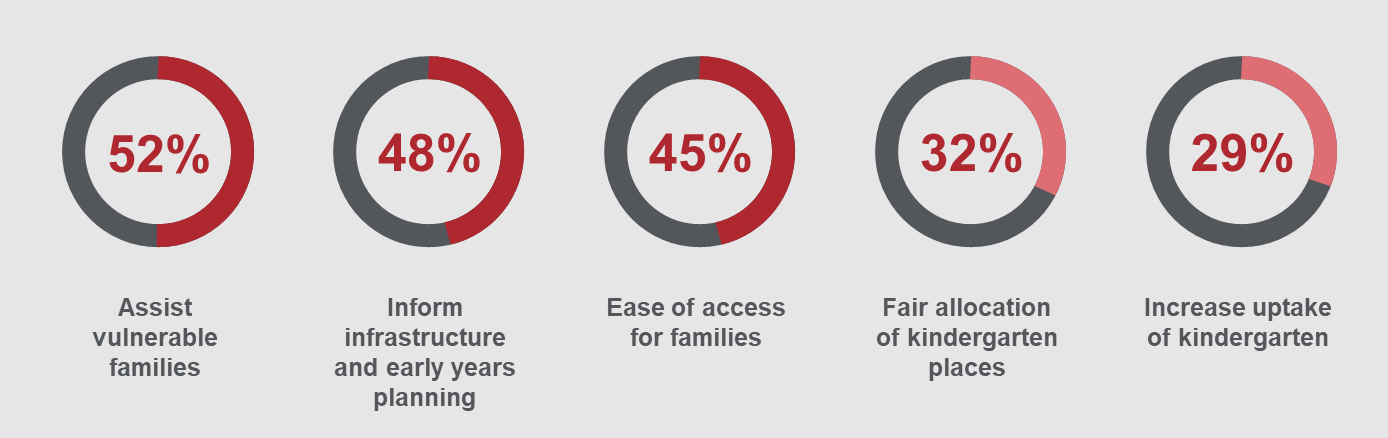 52%
48%
45%
32%
29%
Assist
vulnerable
families
Inform
infrastructure
and early years
planning
Ease of access
for families
Fair allocation
of kindergarten
places
Increase uptake
of kindergarten